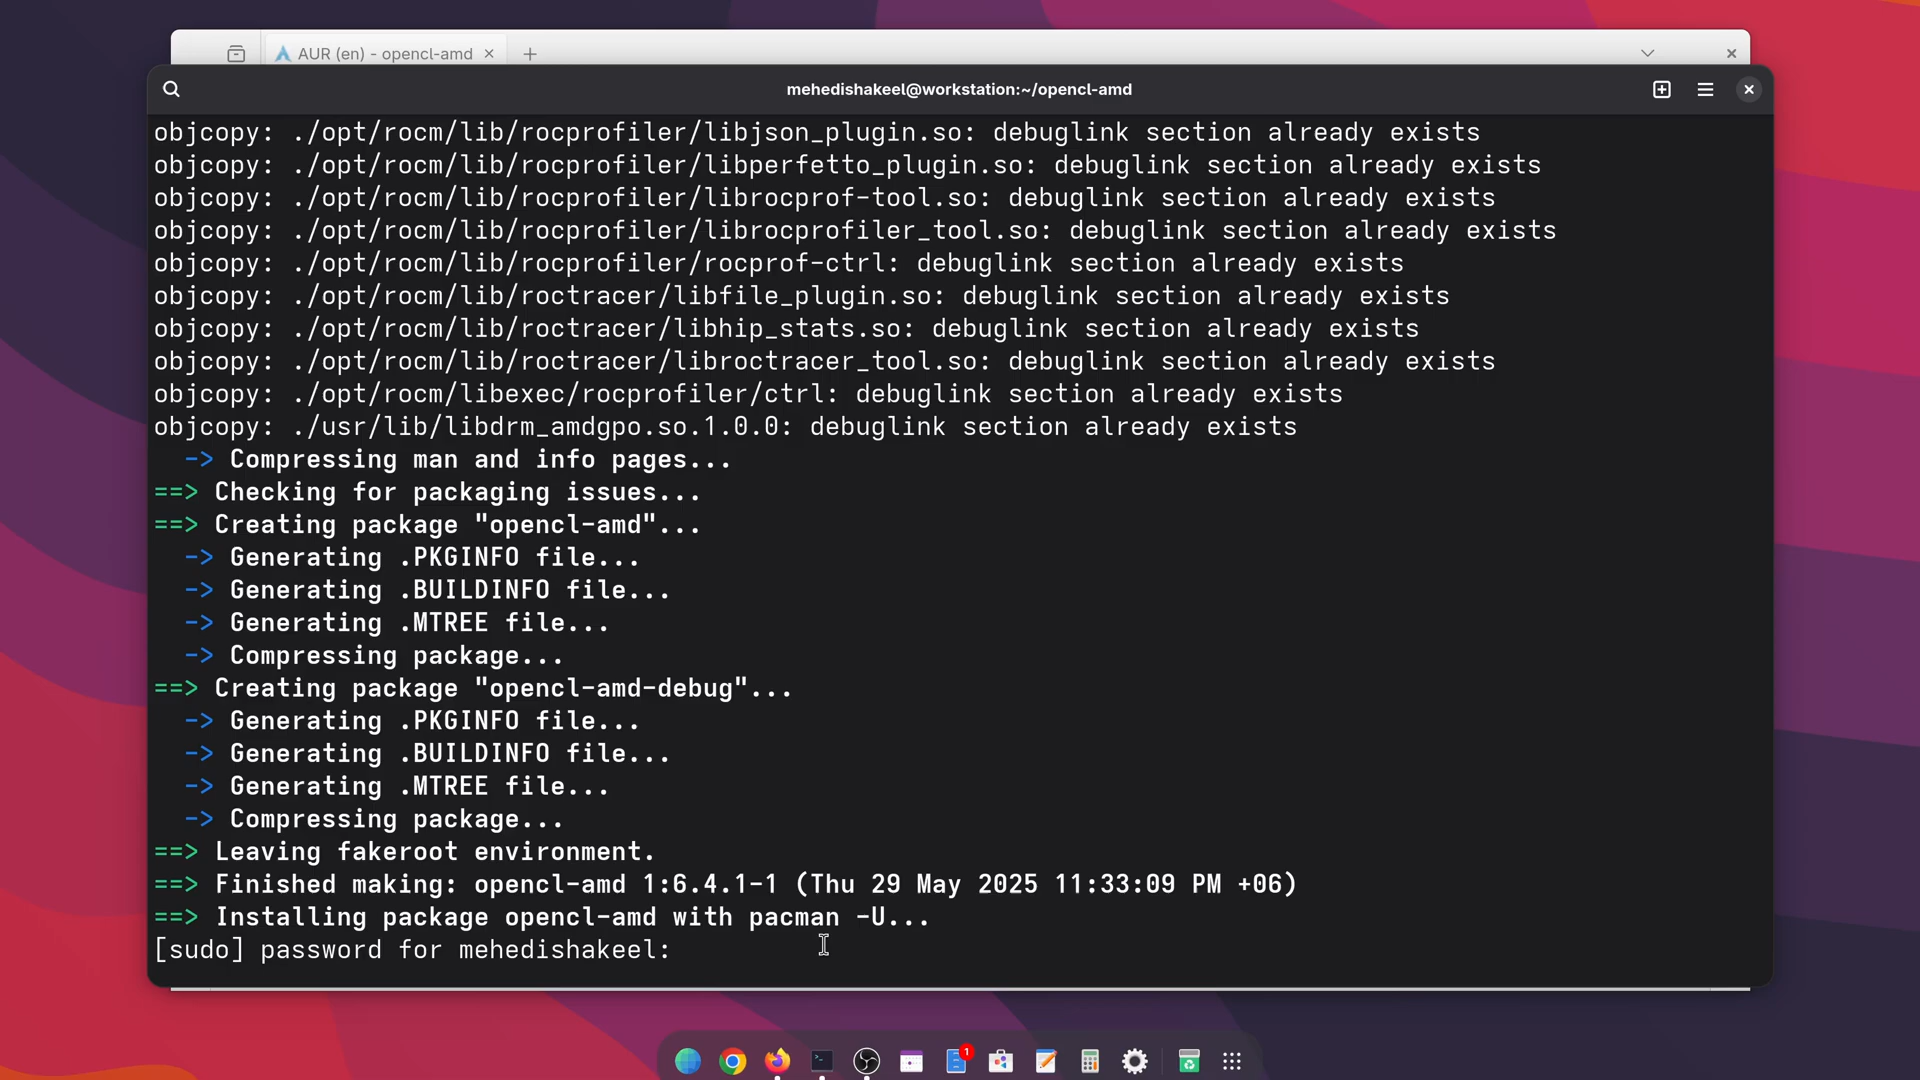 AUR (en) - opencl-amd
mehedishakeel@workstation:~/opencl-amd
objcopy: ./opt/rocm/lib/rocprofiler/libjson_plugin.so: debuglink section already exists
objcopy: ./opt/rocm/lib/rocprofiler/libperfetto_plugin.so: debuglink section already exists
objcopy: ./opt/rocm/lib/rocprofiler/librocprof-tool.so: debuglink section already exists
objcopy: ./opt/rocm/lib/rocprofiler/librocprofiler_tool.so: debuglink section already exists
objcopy: ./opt/rocm/lib/rocprofiler/rocprof-ctrl: debuglink section already exists
objcopy: ./opt/rocm/lib/roctracer/libfile_plugin.so: debuglink section already exists
objcopy: ./opt/rocm/lib/roctracer/libhip_stats.so: debuglink section already exists
objcopy: ./opt/rocm/lib/roctracer/libroctracer_tool.so: debuglink section already exists
objcopy: ./opt/rocm/libexec/rocprofiler/ctrl: debuglink section already exists
objcopy: ./usr/lib/libdrm_amdgpo.so.1.0.0: debuglink section already exists
  -> Compressing man and info pages...
==> Checking for packaging issues...
==> Creating package "opencl-amd"...
  -> Generating .PKGINFO file...
  -> Generating .BUILDINFO file...
  -> Generating .MTREE file...
  -> Compressing package...
==> Creating package "opencl-amd-debug"...
  -> Generating .PKGINFO file...
  -> Generating .BUILDINFO file...
  -> Generating .MTREE file...
  -> Compressing package...
==> Leaving fakeroot environment.
==> Finished making: opencl-amd 1:6.4.1-1 (Thu 29 May 2025 11:33:09 PM +06)
==> Installing package opencl-amd with pacman -U...
[sudo] password for mehedishakeel:
1